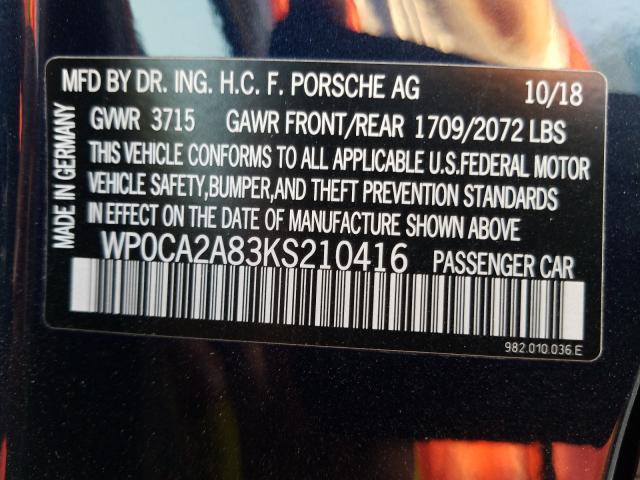 MFD BY DR. ING. H.C. F. PORSCHE AG 10/18
GVWR 3715 GAWR FRONT/REAR 1709/2072 LBS
THIS VEHICLE CONFORMS TO ALL APPLICABLE U.S.FEDERAL MOTOR
VEHICLE SAFETY,BUMPER,AND THEFT PREVENTION STANDARDS
IN EFFECT ON THE DATE OF MANUFACTURE SHOWN ABOVE
WP0CA2A83KS210416 PASSENGER CAR
982.010.036.E
MADE IN GERMANY